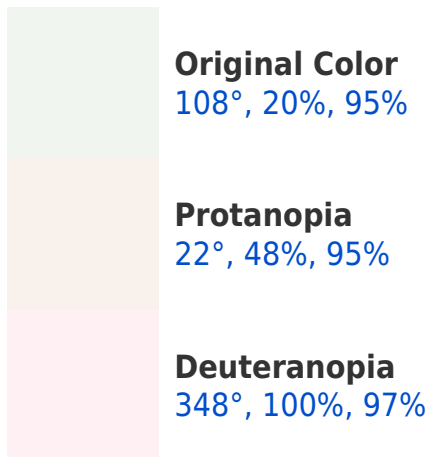 Original Color
108°, 20%, 95%
Protanopia
22°, 48%, 95%
Deuteranopia
348°, 100%, 97%